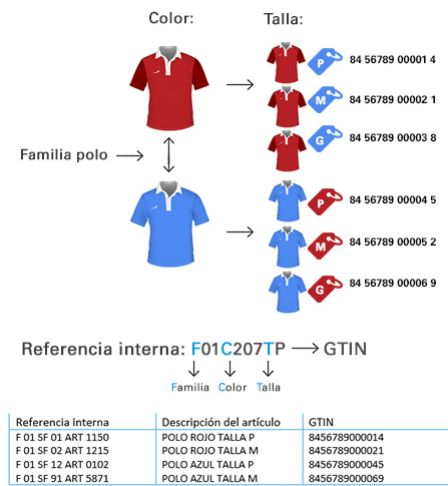 Color: Talla:
P 84 56789 00001 4
M 84 56789 00002 1
G 84 56789 00003 8
Familia polo
P 84 56789 00004 5
M 84 56789 00005 2
G 84 56789 00006 9
Referencia interna: F01C207TP → GTIN
Familia Color Talla
Referencia interna Descripción del artículo GTIN
F 01 SF 01 ART 1150 POLO ROJO TALLA P 8456789000014
F 01 SF 02 ART 1215 POLO ROJO TALLA M 8456789000021
F 01 SF 12 ART 0102 POLO AZUL TALLA P 8456789000045
F 01 SF 91 ART 5871 POLO AZUL TALLA M 8456789000069